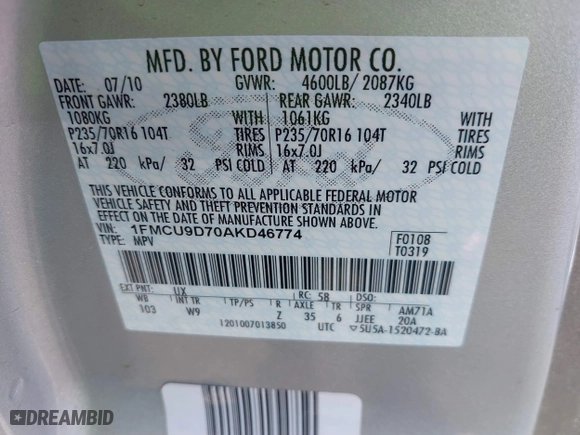 MFD. BY FORD MOTOR CO.
DATE: 07/10 GVWR: 4600LB/ 2087KG
FRONT GAWR: 2380LB REAR GAWR: 2340LB
1080KG WITH 1061KG WITH
P235/70R16 104T TIRES P235/70R16 104T TIRES
16x7.0J RIMS 16x7.0J RIMS
AT 220 kPa/ 32 PSI COLD AT 220 kPa/ 32 PSI COLD
THIS VEHICLE CONFORMS TO ALL APPLICABLE FEDERAL MOTOR
VEHICLE SAFETY AND THEFT PREVENTION STANDARDS IN
EFFECT ON THE DATE OF MANUFACTURE SHOWN ABOVE.
VIN: 1FMCU9D70AKD46774 F0108
TYPE: MPV T0319
EXT PNT: UX RC: 58 DSO:
WB INT TR TP/PS R AXLE TR SPR AM71A
103 W9 Z 35 6 JJEE 20A
1201007013850 UTC 5U5A-1520472-BA
DREAMBID